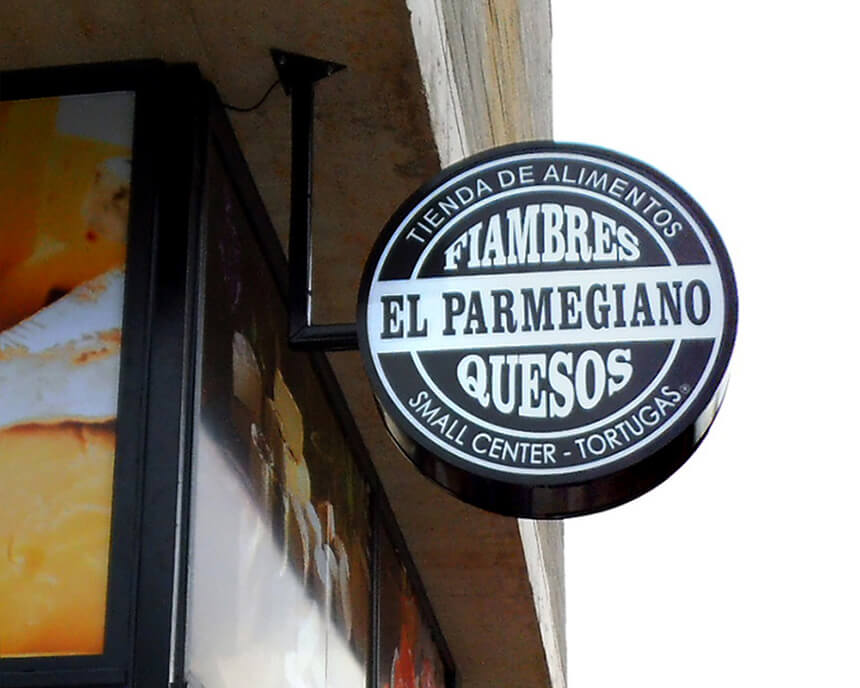 TIENDA DE ALIMENTOS
FIAMBRES
EL PARMEGIANO
QUESOS
SMALL CENTER - TORTUGAS®